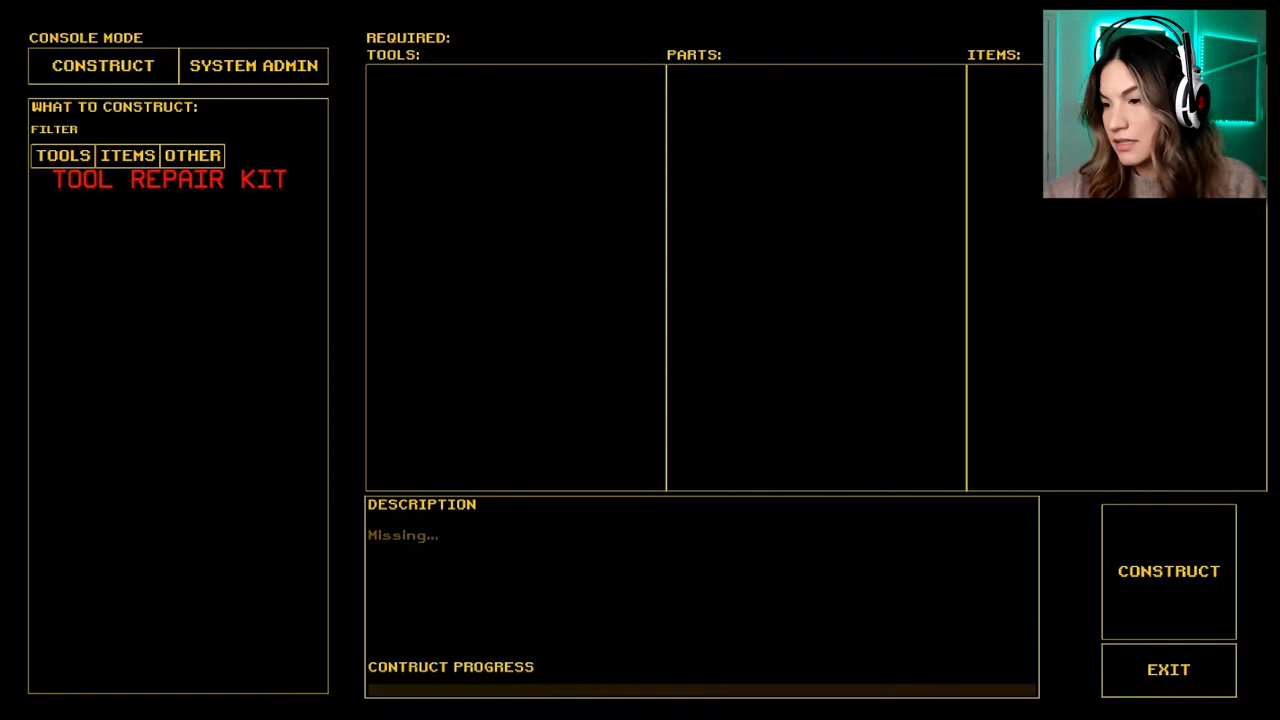 CONSOLE MODE
CONSTRUCT SYSTEM ADMIN
WHAT TO CONSTRUCT:
FILTER
TOOLS ITEMS OTHER
TOOL REPAIR KIT
REQUIRED:
TOOLS: PARTS: ITEMS:
DESCRIPTION
Missing...
CONTRUCT PROGRESS
CONSTRUCT
EXIT